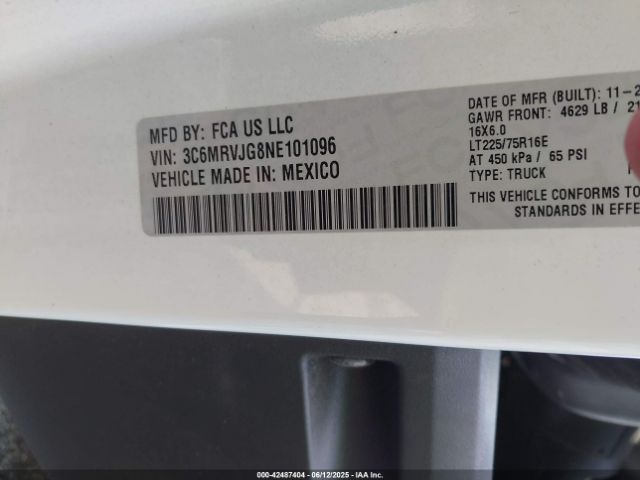 MFD BY: FCA US LLC
VIN: 3C6MRVJG8NE101096
VEHICLE MADE IN: MEXICO
DATE OF MFR (BUILT): 11-2
GAWR FRONT: 4629 LB / 21
16X6.0
LT225/75R16E
AT 450 kPa / 65 PSI
TYPE: TRUCK
THIS VEHICLE CONFORMS TO
STANDARDS IN EFFE
000-42487404 | 06/12/2025 - IAA Inc.